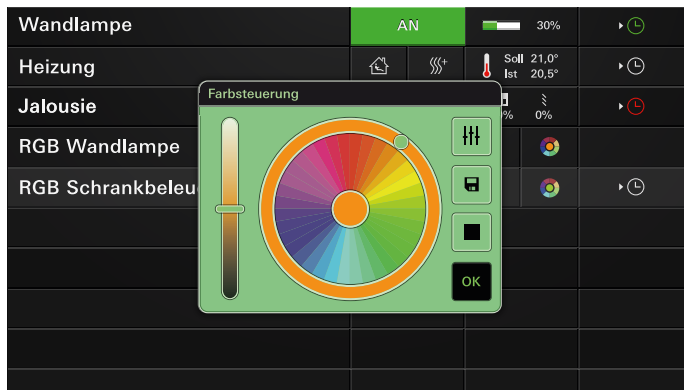 Wandlampe AN 30%
Heizung Soll 21,0°
Ist 20,5°
Farbsteuerung
Jalousie % 0%
RGB Wandlampe
RGB Schrankbeleu
OK